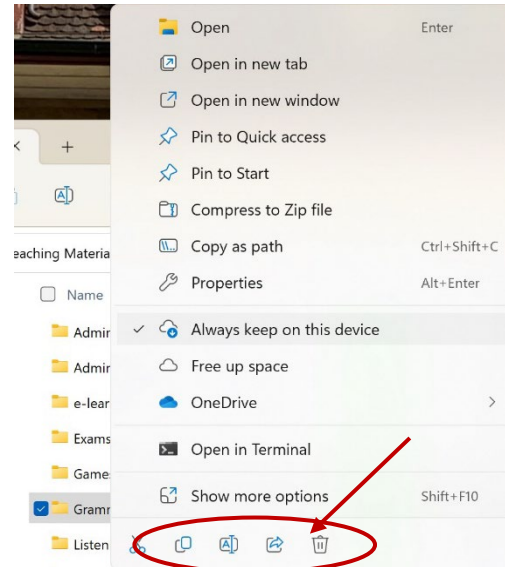 Open Enter
Open in new tab
Open in new window
Pin to Quick access
Pin to Start
Compress to Zip file
eaching Materia
Copy as path Ctrl+Shift+C
Name
Properties Alt+Enter
Admin
Always keep on this device
Admin
Free up space
e-lear
OneDrive
Exams
Open in Terminal
Game
Gramr
Show more options Shift+F10
Listen